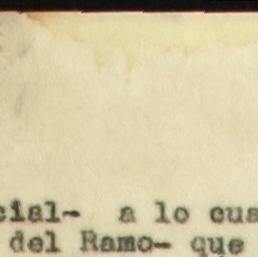 cial- a lo cua
del Ramo- que